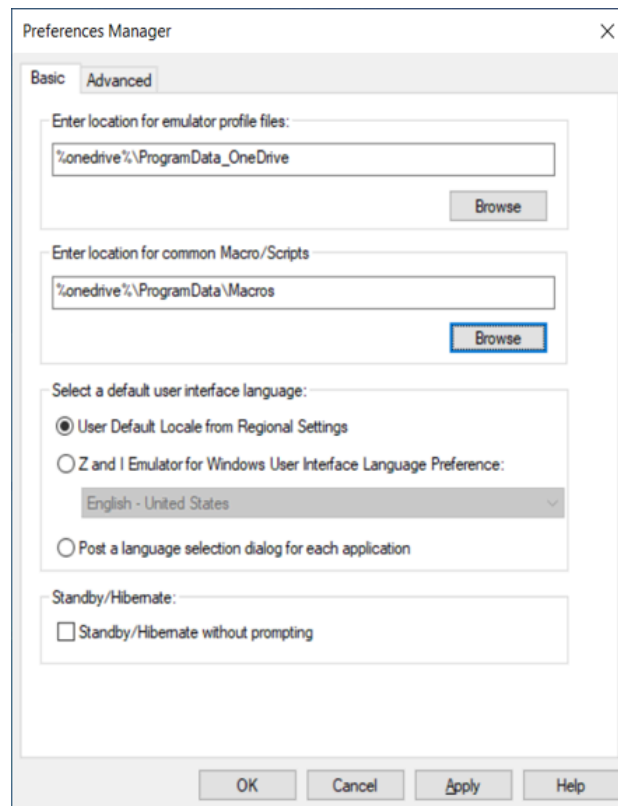 Preferences Manager
Basic
Advanced
Enter location for emulator profile files:
%onedrive%\ProgramData_OneDrive
Browse
Enter location for common Macro/Scripts
%onedrive%\ProgramData\Macros
Browse
Select a default user interface language:
User Default Locale from Regional Settings
Z and I Emulator for Windows User Interface Language Preference:
English - United States
Post a language selection dialog for each application
Standby/Hibernate:
Standby/Hibernate without prompting
OK Cancel Apply Help